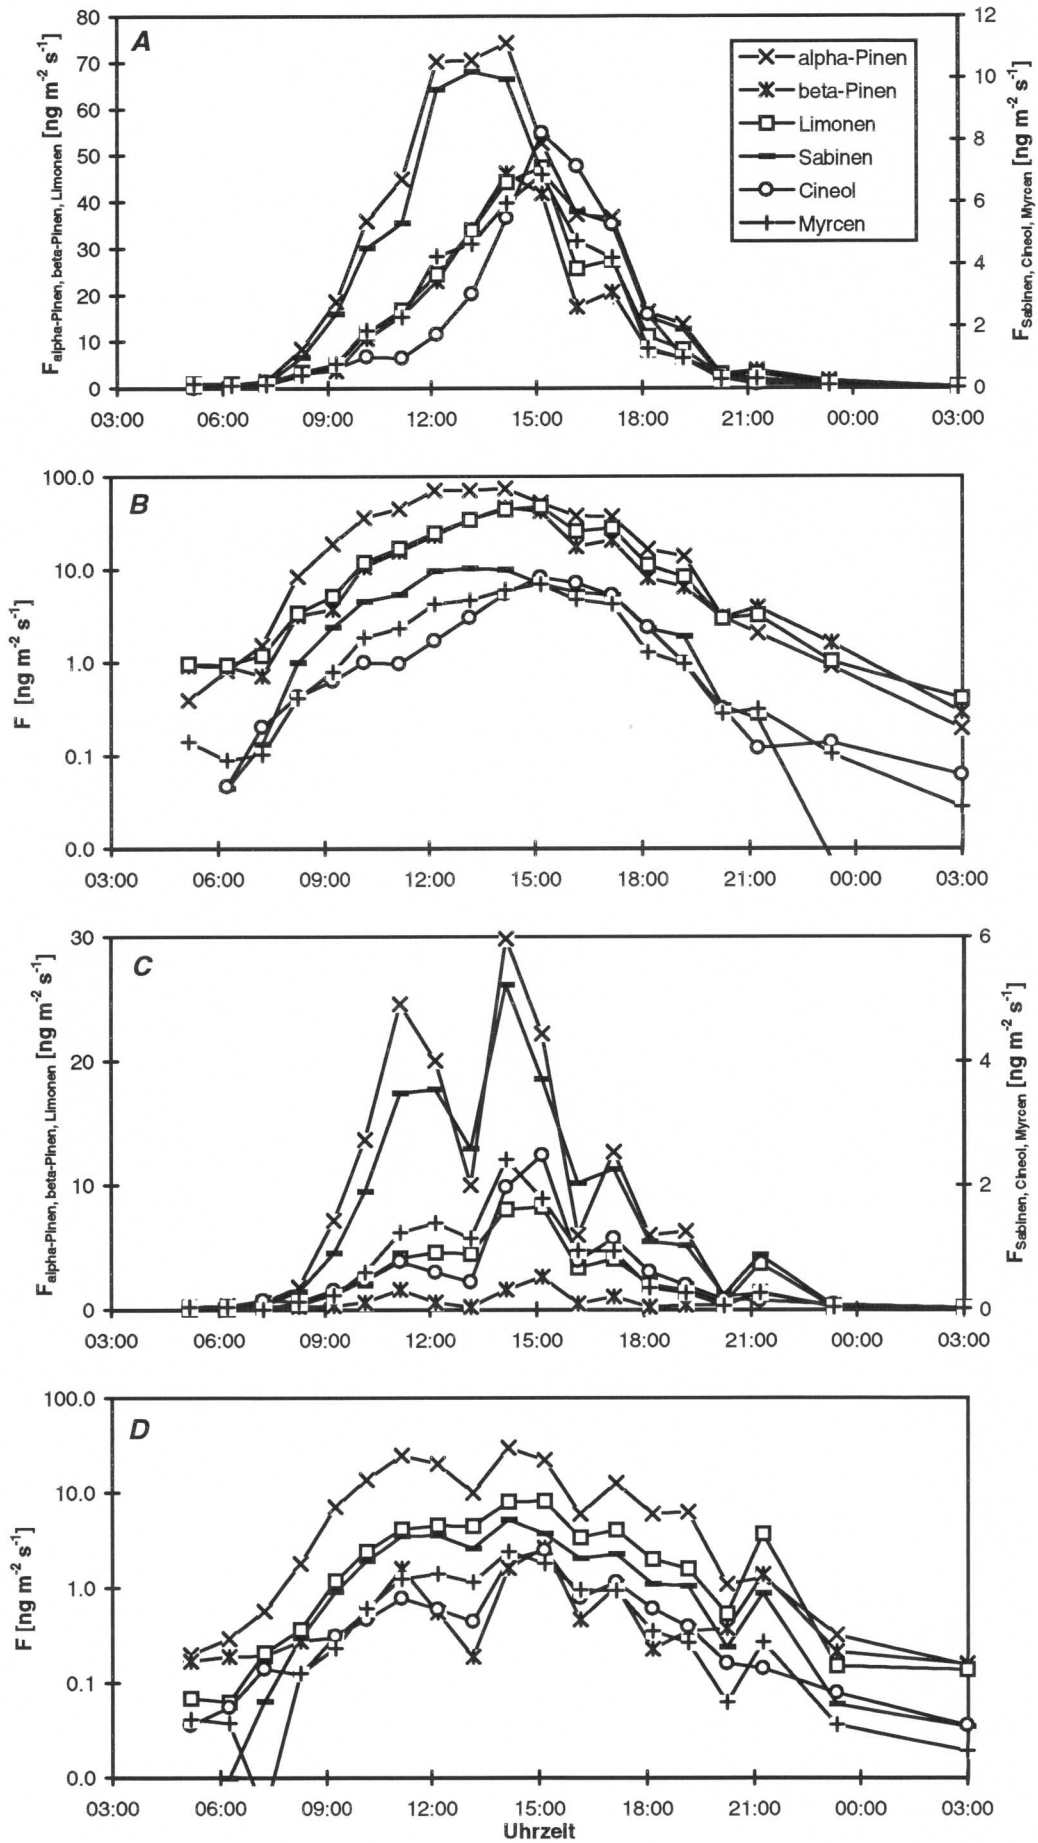 A
F alpha-Pinen, beta-Pinen, Limonen [ng m-2 s-1]
80
70
60
50
40
30
20
10
0
12
10
8
6
4
2
0
F Sabinen, Cineol, Myrcen [ng m-2 s-1]
alpha-Pinen
beta-Pinen
Limonen
Sabinen
Cineol
Myrcen
03:00 06:00 09:00 12:00 15:00 18:00 21:00 00:00 03:00
B
F [ng m-2 s-1]
100.0
10.0
1.0
0.1
0.0
03:00 06:00 09:00 12:00 15:00 18:00 21:00 00:00 03:00
C
F alpha-Pinen, beta-Pinen, Limonen [ng m-2 s-1]
30
20
10
0
6
4
2
0
F Sabinen, Cineol, Myrcen [ng m-2 s-1]
03:00 06:00 09:00 12:00 15:00 18:00 21:00 00:00 03:00
D
F [ng m-2 s-1]
100.0
10.0
1.0
0.1
0.0
03:00 06:00 09:00 12:00 15:00 18:00 21:00 00:00 03:00
Uhrzeit